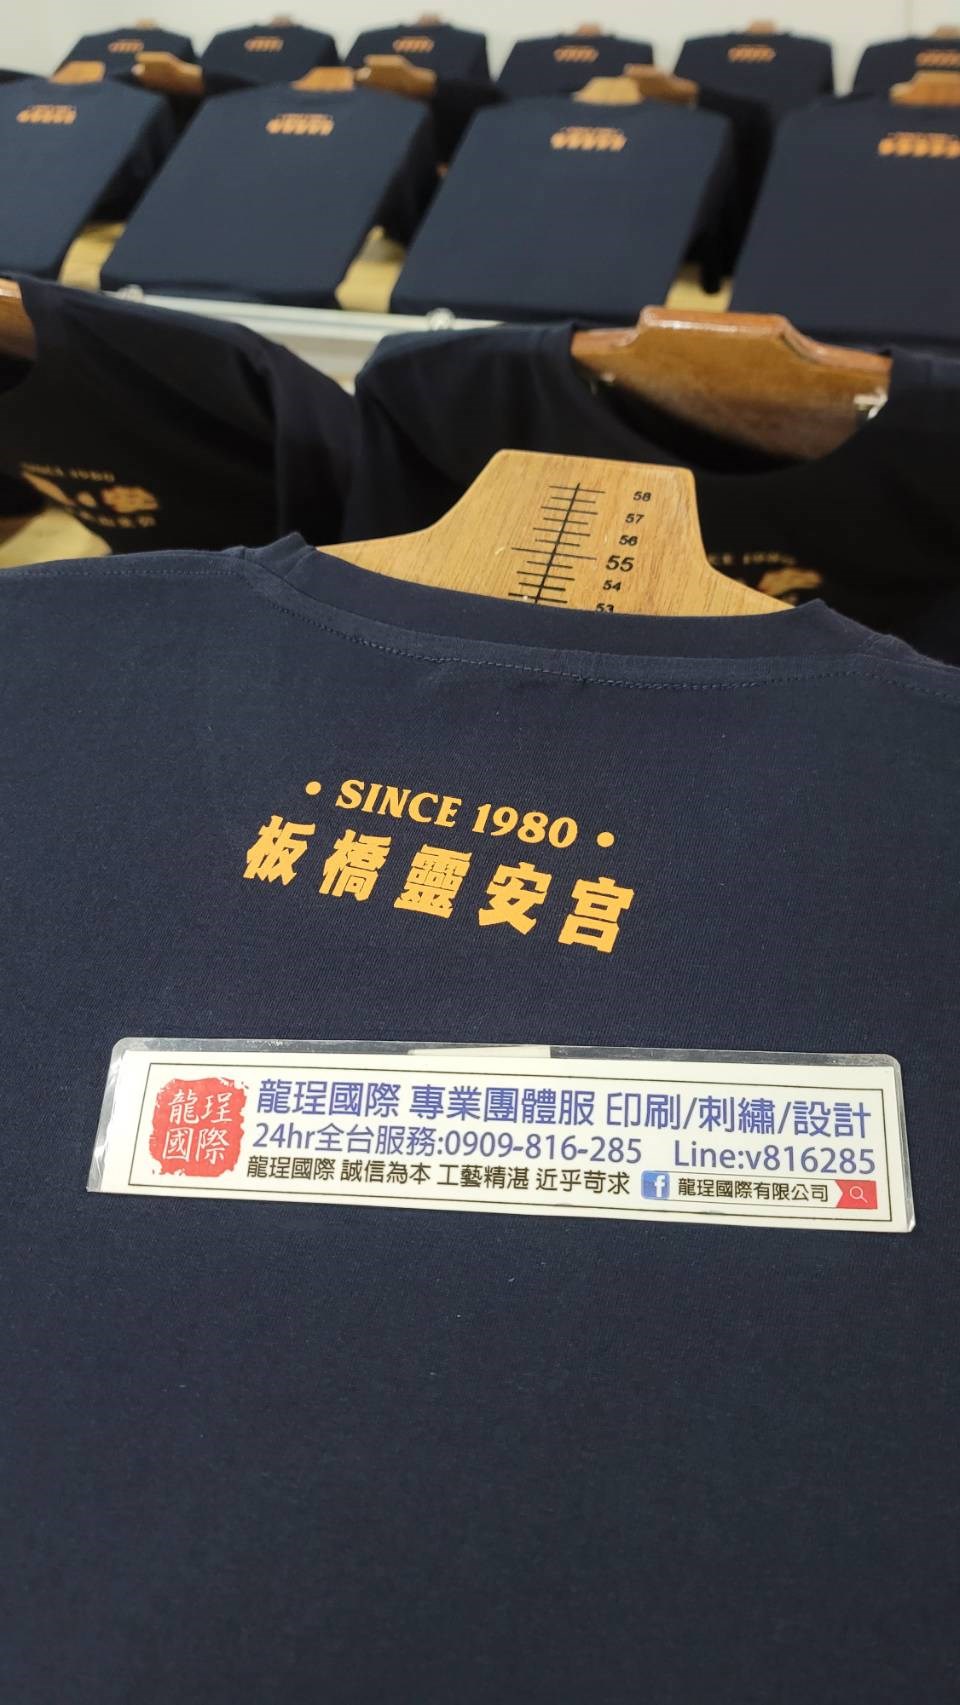 SINCE 1980
58
57
56
55
54
53
• SINCE 1980 •
板橋靈安宮
龍珵國際
龍珵國際 專業團體服 印刷/刺繡/設計
24hr全台服務:0909-816-285 Line:v816285
龍珵國際 誠信為本 工藝精湛 近乎苛求 f 龍珵國際有限公司